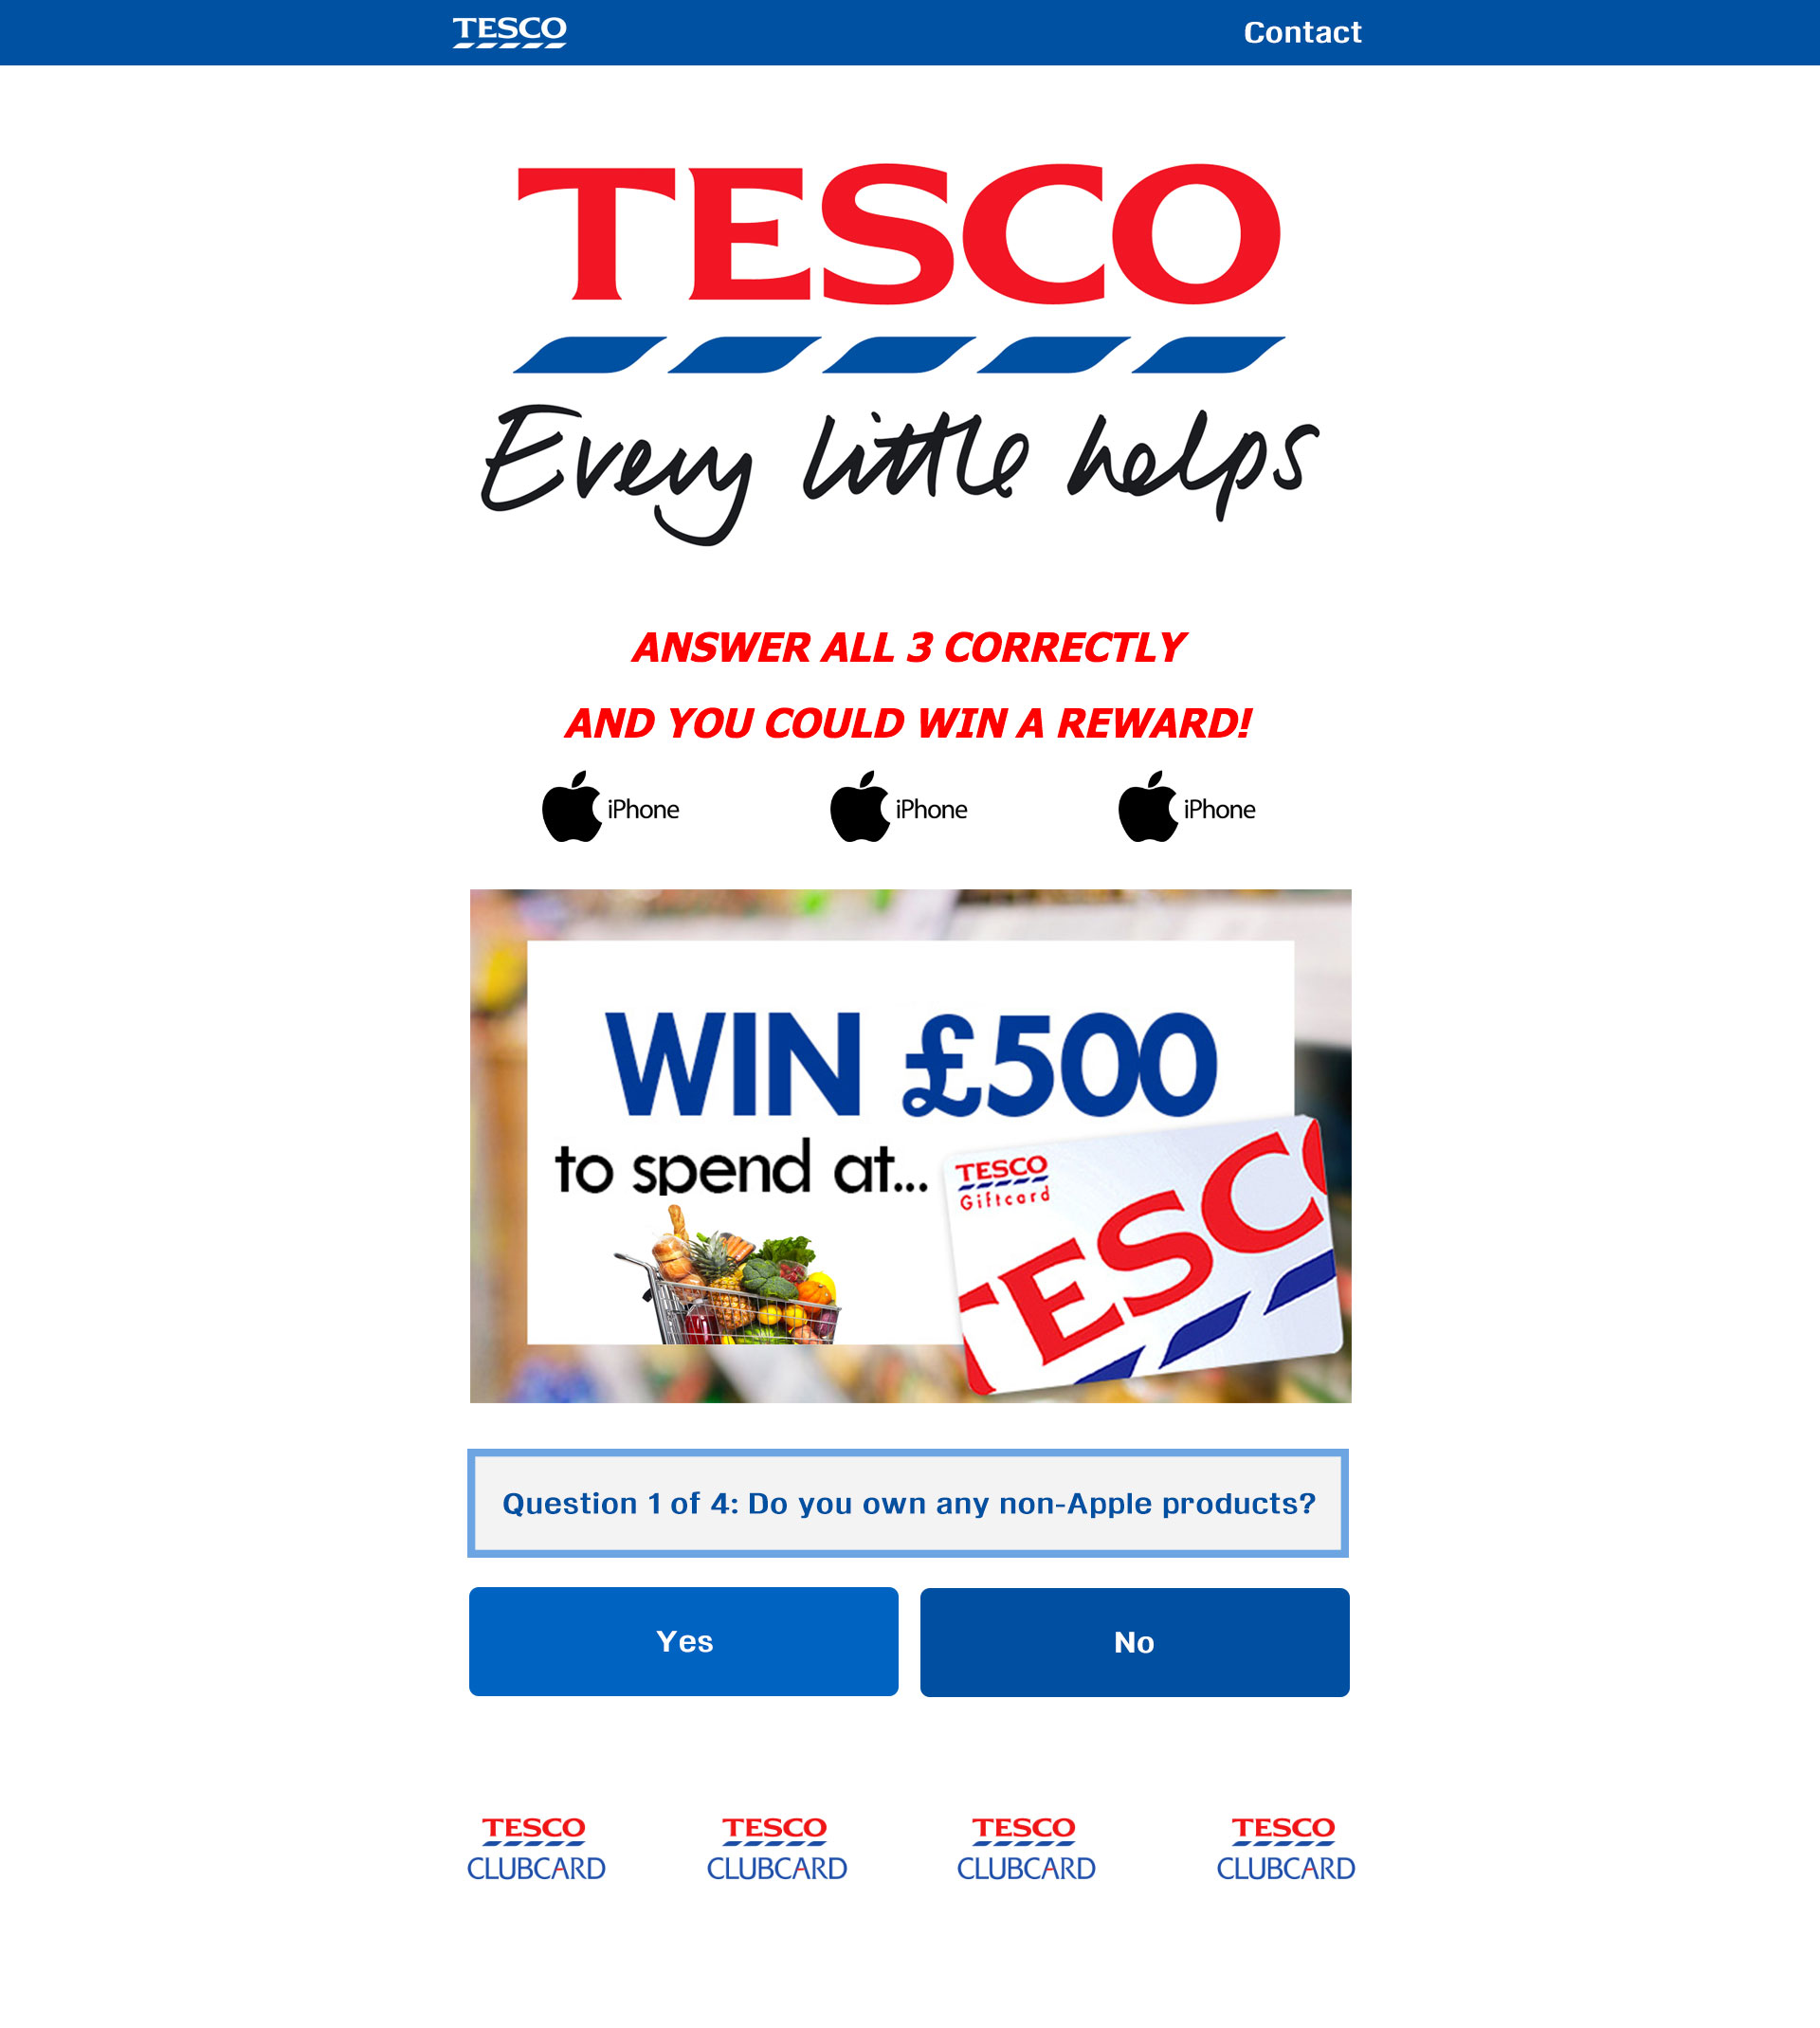 TESCO
Contact
TESCO
Every little helps
ANSWER ALL 3 CORRECTLY
AND YOU COULD WIN A REWARD!
iPhone iPhone iPhone
WIN £500
to spend at...
TESCO
Giftcard
TESCO
Question 1 of 4: Do you own any non-Apple products?
Yes No
TESCO TESCO TESCO TESCO
CLUBCARD CLUBCARD CLUBCARD CLUBCARD